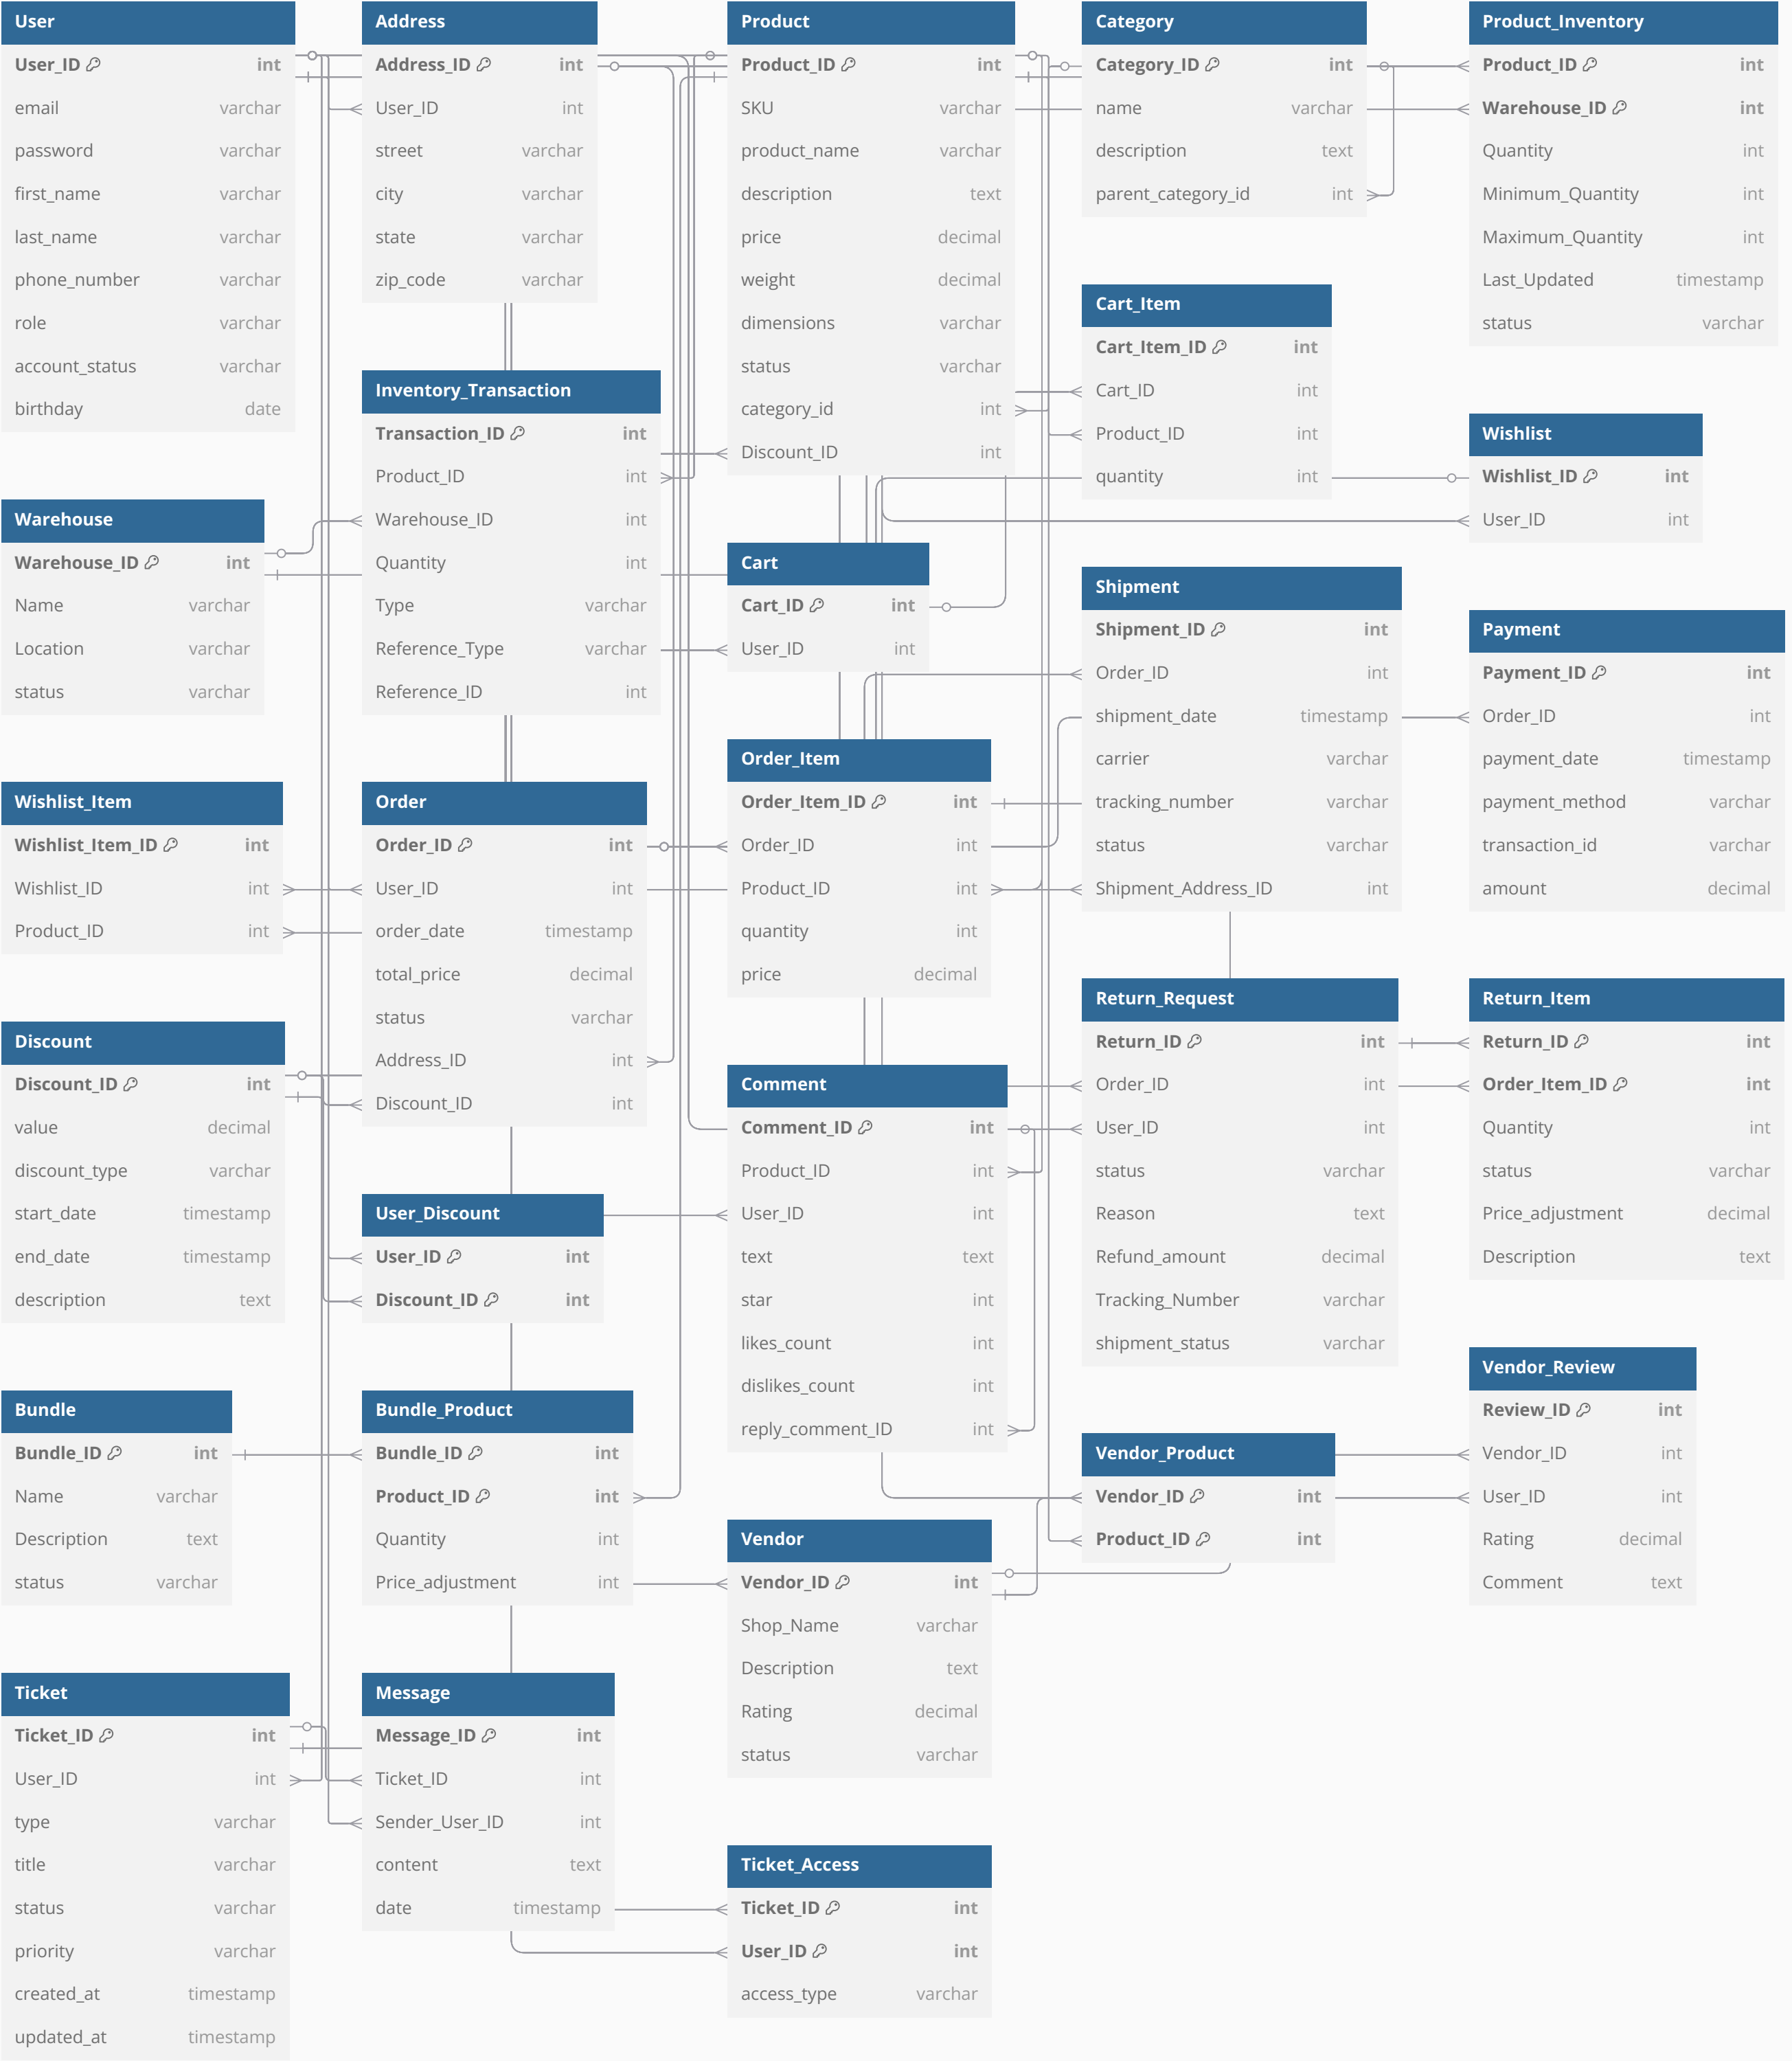 User
User_ID int
email varchar
password varchar
first_name varchar
last_name varchar
phone_number varchar
role varchar
account_status varchar
birthday date
Address
Address_ID int
User_ID int
street varchar
city varchar
state varchar
zip_code varchar
Product
Product_ID int
SKU varchar
product_name varchar
description text
price decimal
weight decimal
dimensions varchar
status varchar
category_id int
Discount_ID int
Category
Category_ID int
name varchar
description text
parent_category_id int
Product_Inventory
Product_ID int
Warehouse_ID int
Quantity int
Minimum_Quantity int
Maximum_Quantity int
Last_Updated timestamp
status varchar
Cart_Item
Cart_Item_ID int
Cart_ID int
Product_ID int
quantity int
Inventory_Transaction
Transaction_ID int
Product_ID int
Warehouse_ID int
Quantity int
Type varchar
Reference_Type varchar
Reference_ID int
Wishlist
Wishlist_ID int
User_ID int
Warehouse
Warehouse_ID int
Name varchar
Location varchar
status varchar
Cart
Cart_ID int
User_ID int
Shipment
Shipment_ID int
Order_ID int
shipment_date timestamp
carrier varchar
tracking_number varchar
status varchar
Shipment_Address_ID int
Payment
Payment_ID int
Order_ID int
payment_date timestamp
payment_method varchar
transaction_id varchar
amount decimal
Wishlist_Item
Wishlist_Item_ID int
Wishlist_ID int
Product_ID int
Order
Order_ID int
User_ID int
order_date timestamp
total_price decimal
status varchar
Address_ID int
Discount_ID int
Order_Item
Order_Item_ID int
Order_ID int
Product_ID int
quantity int
price decimal
Return_Request
Return_ID int
Order_ID int
User_ID int
status varchar
Reason text
Refund_amount decimal
Tracking_Number varchar
shipment_status varchar
Return_Item
Return_ID int
Order_Item_ID int
Quantity int
status varchar
Price_adjustment decimal
Description text
Discount
Discount_ID int
value decimal
discount_type varchar
start_date timestamp
end_date timestamp
description text
Comment
Comment_ID int
Product_ID int
User_ID int
text text
star int
likes_count int
dislikes_count int
reply_comment_ID int
User_Discount
User_ID int
Discount_ID int
Vendor_Review
Review_ID int
Vendor_ID int
User_ID int
Rating decimal
Comment text
Bundle
Bundle_ID int
Name varchar
Description text
status varchar
Bundle_Product
Bundle_ID int
Product_ID int
Quantity int
Price_adjustment int
Vendor_Product
Vendor_ID int
Product_ID int
Vendor
Vendor_ID int
Shop_Name varchar
Description text
Rating decimal
status varchar
Ticket
Ticket_ID int
User_ID int
type varchar
title varchar
status varchar
priority varchar
created_at timestamp
updated_at timestamp
Message
Message_ID int
Ticket_ID int
Sender_User_ID int
content text
date timestamp
Ticket_Access
Ticket_ID int
User_ID int
access_type varchar